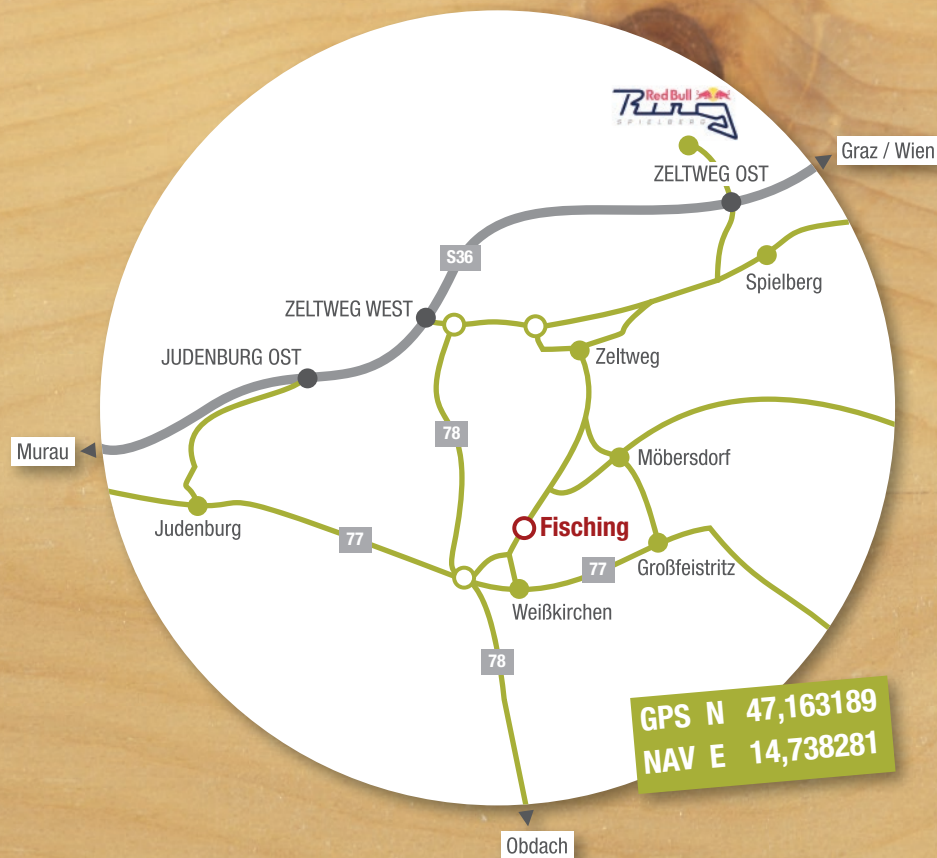 Red Bull
Ring
SPIELBERG
Graz / Wien
ZELTWEG OST
S36
Spielberg
ZELTWEG WEST
JUDENBURG OST
Zeltweg
78
Murau
Möbersdorf
Judenburg
Fisching
77
77
Großfeistritz
Weißkirchen
78
GPS N 47,163189
NAV E 14,738281
Obdach